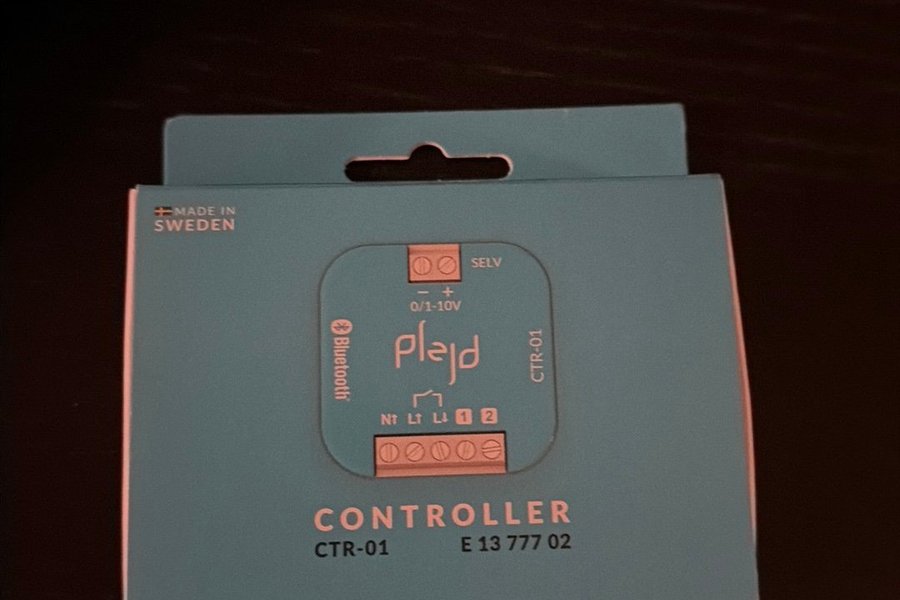 MADE IN
SWEDEN
SELV
− +
0/1-10V
plejd
Bluetooth
CTR-01
N↑ L↑ L↓ 1 2
CONTROLLER
CTR-01 E 13 777 02